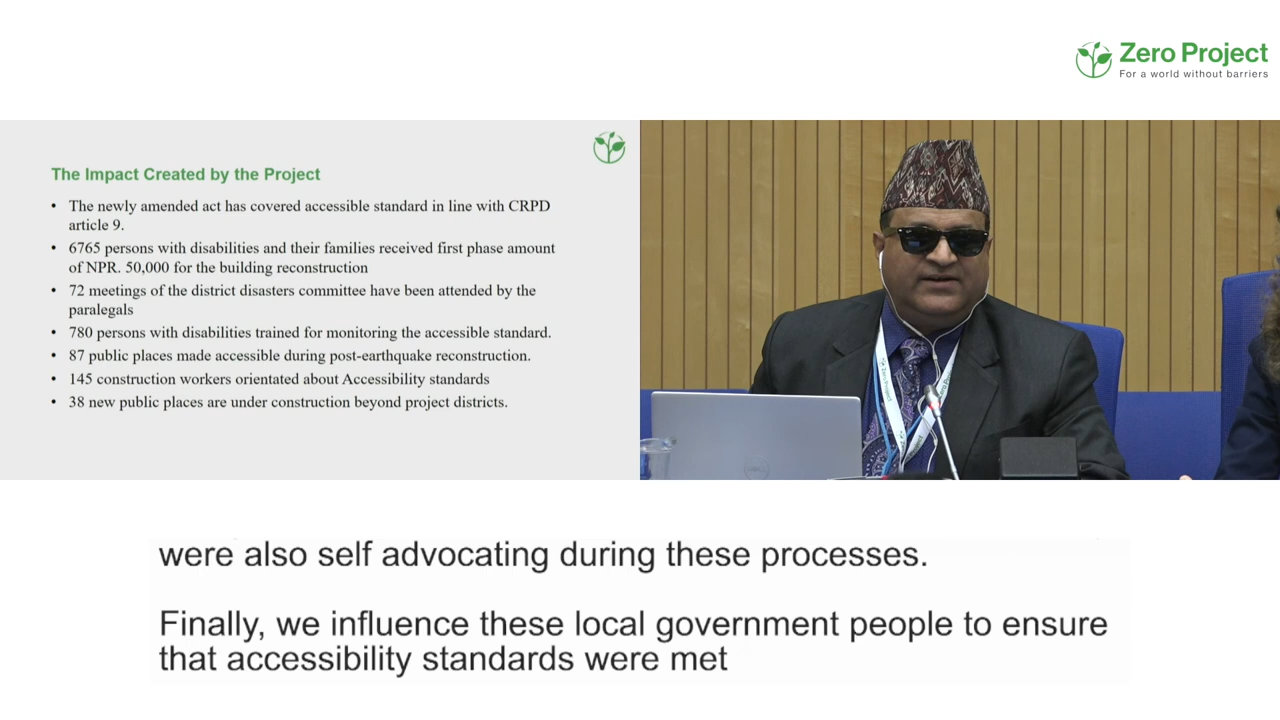 Zero Project
For a world without barriers
The Impact Created by the Project
• The newly amended act has covered accessible standard in line with CRPD
article 9.
• 6765 persons with disabilities and their families received first phase amount
of NPR. 50,000 for the building reconstruction
• 72 meetings of the district disasters committee have been attended by the
paralegals
• 780 persons with disabilities trained for monitoring the accessible standard.
• 87 public places made accessible during post-earthquake reconstruction.
• 145 construction workers orientated about Accessibility standards
• 38 new public places are under construction beyond project districts.
Zero Project
DELL
were also self advocating during these processes.
Finally, we influence these local government people to ensure
that accessibility standards were met